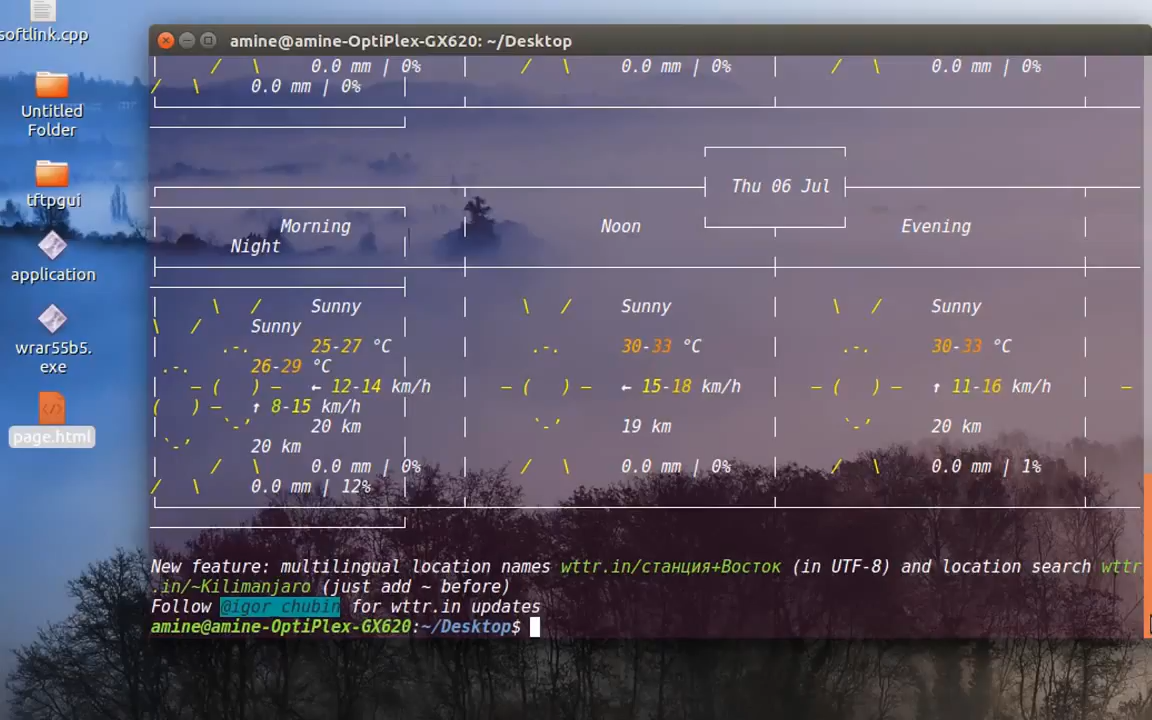 softlink.cpp
Untitled
Folder
tftpgui
application
wrar55b5.
exe
page.html
amine@amine-OptiPlex-GX620: ~/Desktop
/ \ 0.0 mm | 0% | / \ 0.0 mm | 0% | / \ 0.0 mm | 0% |
/ \ 0.0 mm | 0% |
Thu 06 Jul
Morning | Noon Evening |
Night |
| \ / Sunny | \ / Sunny | \ / Sunny |
\ / Sunny |
| .-. 25-27 °C | .-. 30-33 °C | .-. 30-33 °C |
.-. 26-29 °C |
| ― ( ) ― ← 12-14 km/h | ― ( ) ― ← 15-18 km/h | ― ( ) ― ↑ 11-16 km/h | ―
( ) ― ↑ 8-15 km/h |
| `-’ 20 km | `-’ 19 km | `-’ 20 km |
`-’ 20 km |
| / \ 0.0 mm | 0% | / \ 0.0 mm | 0% | / \ 0.0 mm | 1% |
/ \ 0.0 mm | 12% |
New feature: multilingual location names wttr.in/станция+Восток (in UTF-8) and location search wttr
.in/~Kilimanjaro (just add ~ before)
Follow @igor_chubin for wttr.in updates
amine@amine-OptiPlex-GX620:~/Desktop$